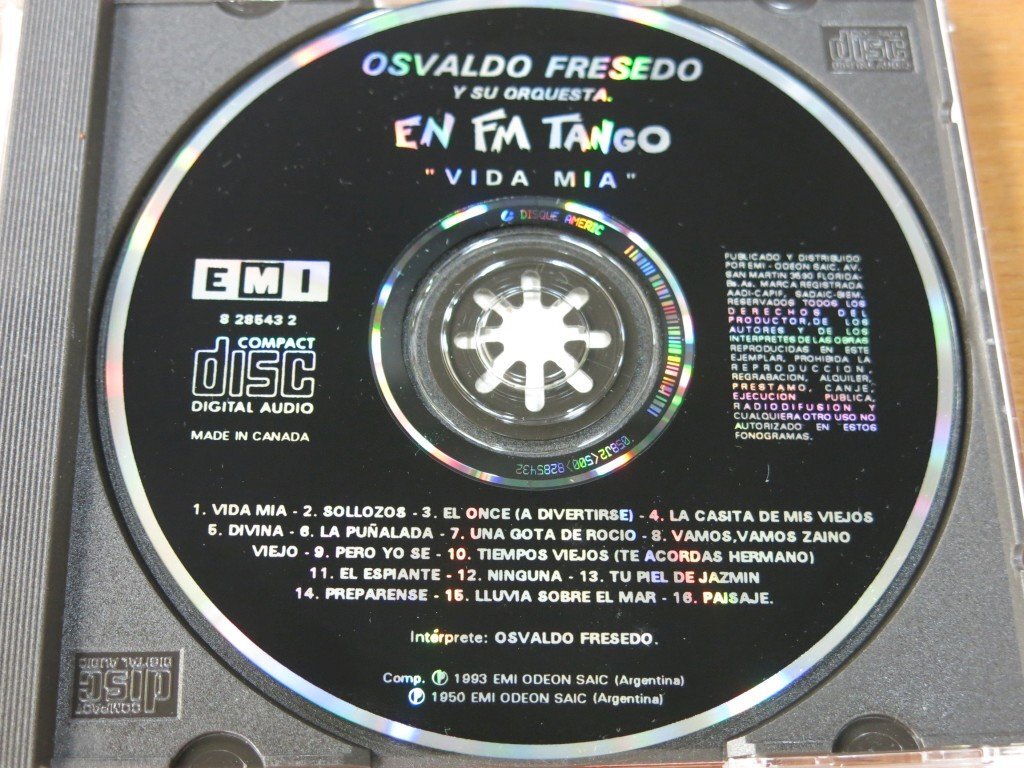 OSVALDO FRESEDO
Y SU ORQUESTA.
EN FM TANGO
"VIDA MIA"
DISQUE AMERIC
EMI
8 28543 2
COMPACT
disc
DIGITAL AUDIO
MADE IN CANADA
PUBLICADO Y DISTRIBUIDO
POR EMI - ODEON SAIC. AV.
SAN MARTIN 3590 FLORIDA-
Bs.As. MARCA REGISTRADA
AADI-CAPIF. SADAIC-BIEM.
RESERVADOS TODOS LOS
DERECHOS DEL
PRODUCTOR, DE LOS
AUTORES Y DE LOS
INTERPRETES DE LAS OBRAS
REPRODUCIDAS EN ESTE
EJEMPLAR. PROHIBIDA LA
REPRODUCCION,
REGRABACION, ALQUILER,
PRESTAMO, CANJE,
EJECUCION PUBLICA,
RADIODIFUSION Y
CUALQUIERA OTRO USO NO
AUTORIZADO EN ESTOS
FONOGRAMAS.
058J2(500)8285432
1. VIDA MIA - 2. SOLLOZOS - 3. EL ONCE (A DIVERTIRSE) - 4. LA CASITA DE MIS VIEJOS
5. DIVINA - 6. LA PUÑALADA - 7. UNA GOTA DE ROCIO - 8. VAMOS, VAMOS ZAINO
VIEJO - 9. PERO YO SE - 10. TIEMPOS VIEJOS (TE ACORDAS HERMANO)
11. EL ESPIANTE - 12. NINGUNA - 13. TU PIEL DE JAZMIN
14. PREPARENSE - 15. LLUVIA SOBRE EL MAR - 16. PAISAJE.
Intérprete: OSVALDO FRESEDO.
Comp. ℗ 1993 EMI ODEON SAIC (Argentina)
℗ 1950 EMI ODEON SAIC (Argentina)
disc
DIGITAL AUDIO
COMPACT
disc
DIGITAL AUDIO